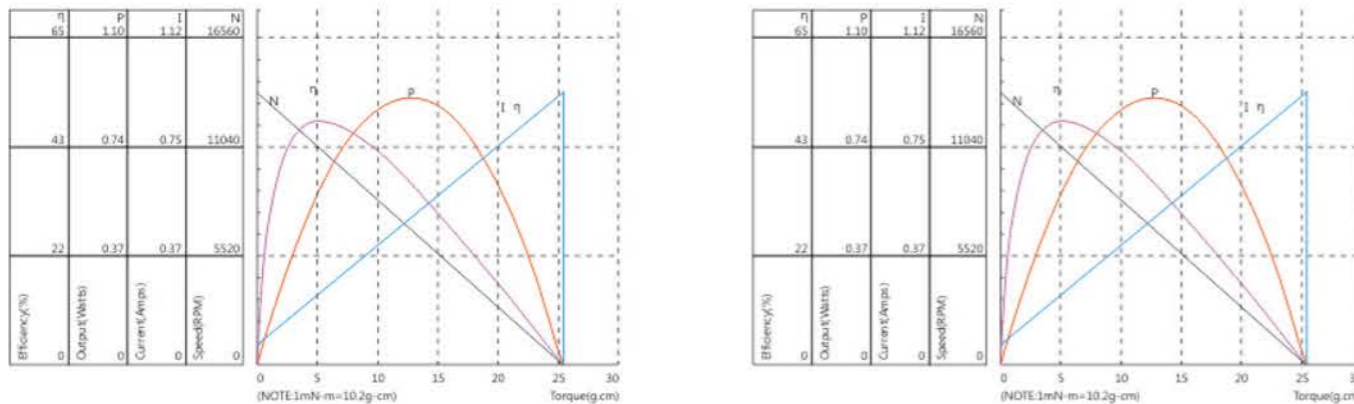 η P I N
65 1.10 1.12 16560
43 0.74 0.75 11040
22 0.37 0.37 5520
Efficiency(%) Output(Watts) Current(Amps) Speed(RPM)
0 0 0 0
N η P I η
0 5 10 15 20 25 30
(NOTE:1mN-m=10.2g-cm) Torque(g.cm)
η P I N
65 1.10 1.12 16560
43 0.74 0.75 11040
22 0.37 0.37 5520
Efficiency(%) Output(Watts) Current(Amps) Speed(RPM)
0 0 0 0
N η P I η
0 5 10 15 20 25 30
(NOTE:1mN-m=10.2g-cm) Torque(g.cm)